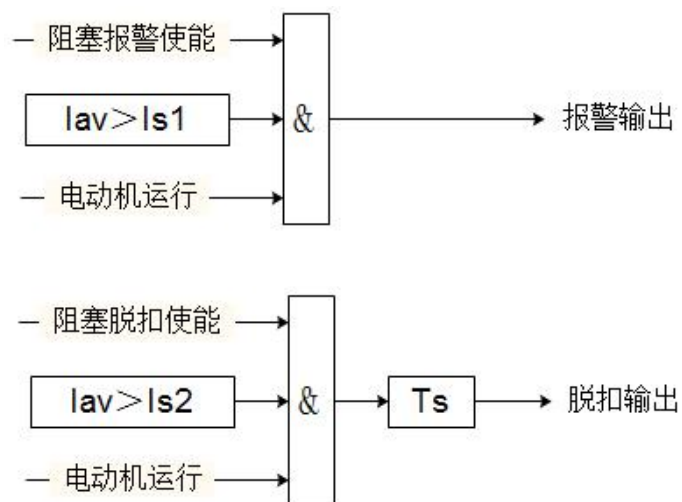 阻塞报警使能
Iav＞Is1
&
报警输出
电动机运行
阻塞脱扣使能
Iav＞Is2
&
Ts
脱扣输出
电动机运行